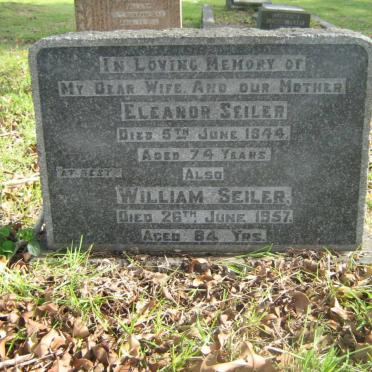 In Loving Memory of
My Dear Wife, And our Mother
Eleanor Seiler
Died 5th June 1944.
Aged 74 Years
At Rest
Also
William Seiler,
Died 26th June 1957.
Aged 84 Yrs.